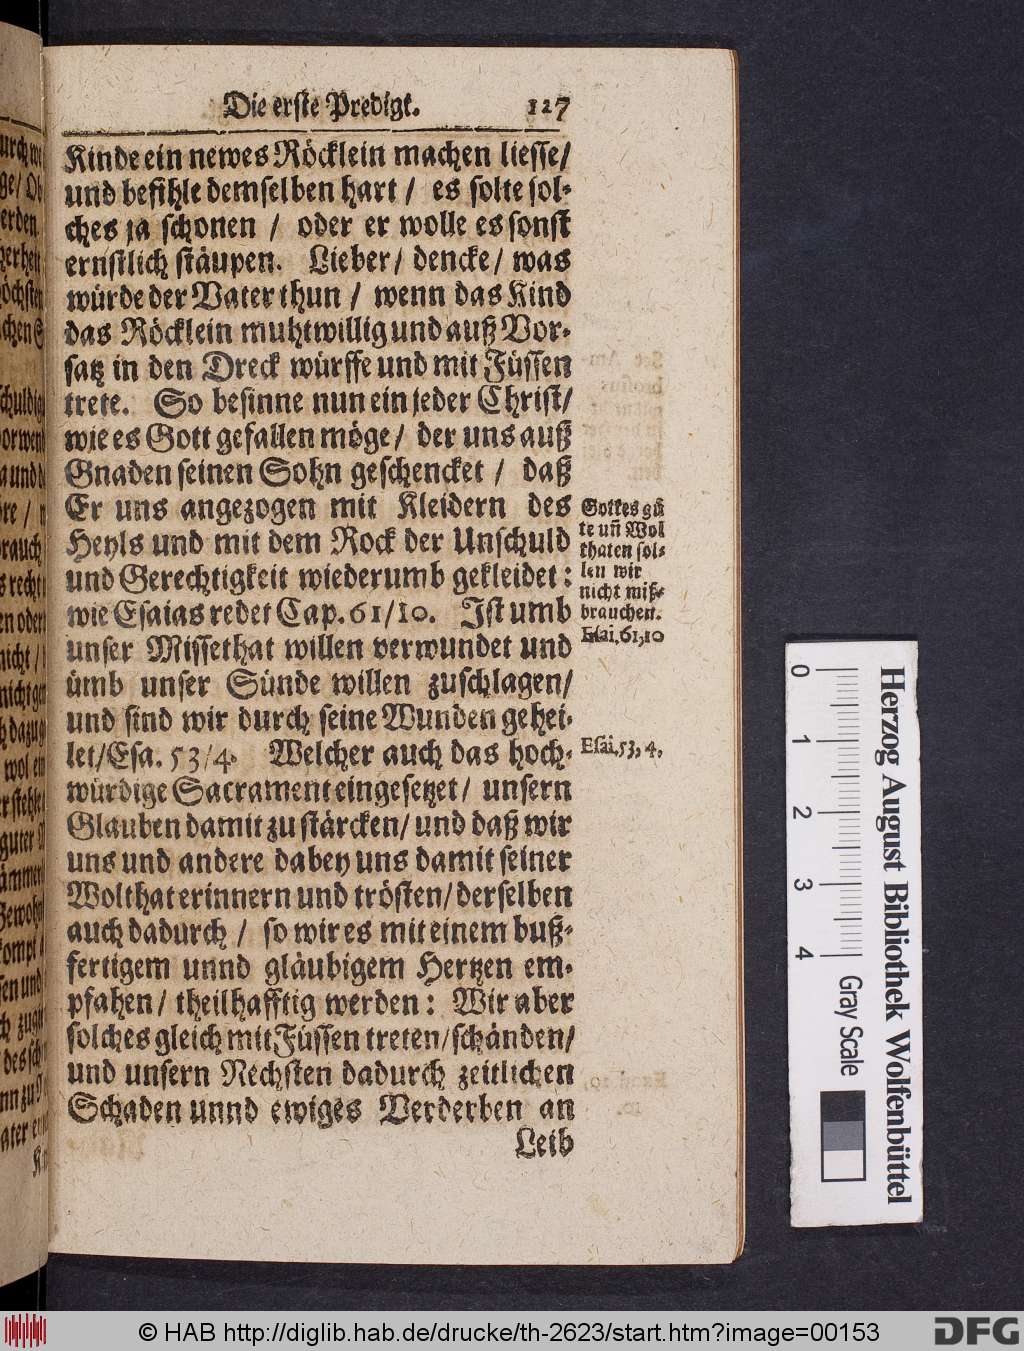 Die erste Predigt. 127
Kinde ein newes Röcklein machen liesse/
und befihle demselben hart / es solte sol-
ches ja schonen / oder er wolle es sonst
ernstlich stäupen. Lieber / dencke / was
würde der Vater thun / wenn das Kind
das Röcklein muhtwillig und auß Vor-
satz in den Dreck würffe und mit Füssen
trete. So besinne nun ein jeder Christ/
wie es Gott gefallen möge / der uns auß
Gnaden seinen Sohn geschencket / daß
Er uns angezogen mit Kleidern des
Heyls und mit dem Rock der Unschuld
und Gerechtigkeit wiederumb gekleidet:
wie Esaias redet Cap. 61/10. Ist umb
unser Missethat willen verwundet und
ümb unser Sünde willen zuschlagen/
und sind wir durch seine Wunden gehei-
let/Esa. 53/4. Welcher auch das hoch-
würdige Sacrament eingesetzet / unsern
Glauben damit zu stärcken/ und daß wir
uns und andere dabey uns damit seiner
Wolthat erinnern und trösten/ derselben
auch dadurch / so wir es mit einem buß-
fertigem unnd gläubigem Hertzen em-
pfahen/ theilhafftig werden: Wir aber
solches gleich mit Füssen treten/schänden/
und unsern Nechsten dadurch zeitlichen
Schaden unnd ewiges Verderben an
Leib
Gottes gü
te uñ Wol
thaten sol-
len wir
nicht miß-
brauchen.
Esai, 61, 10
Esai, 53, 4,
0 1 2 3 4
Gray Scale
Herzog August Bibliothek Wolfenbüttel
© HAB http://diglib.hab.de/drucke/th-2623/start.htm?image=00153
DFG